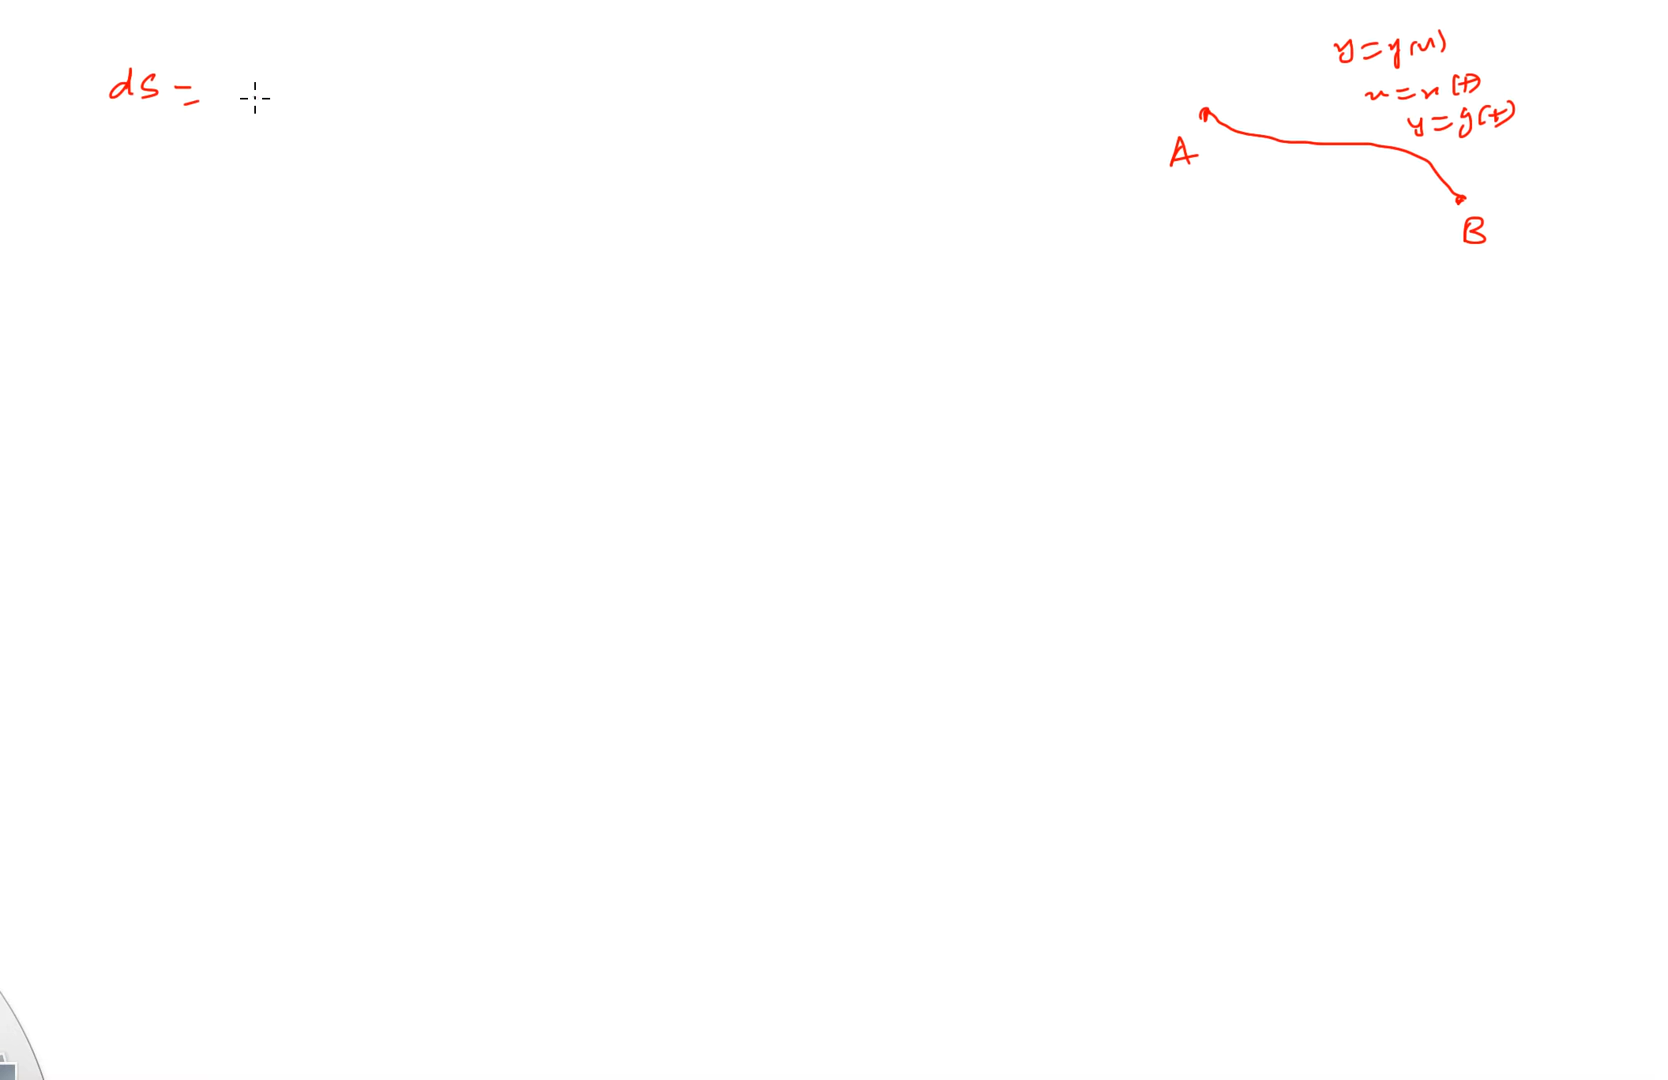 ds =
y = y(x)
x = x(t)
y = y(t)
A
B